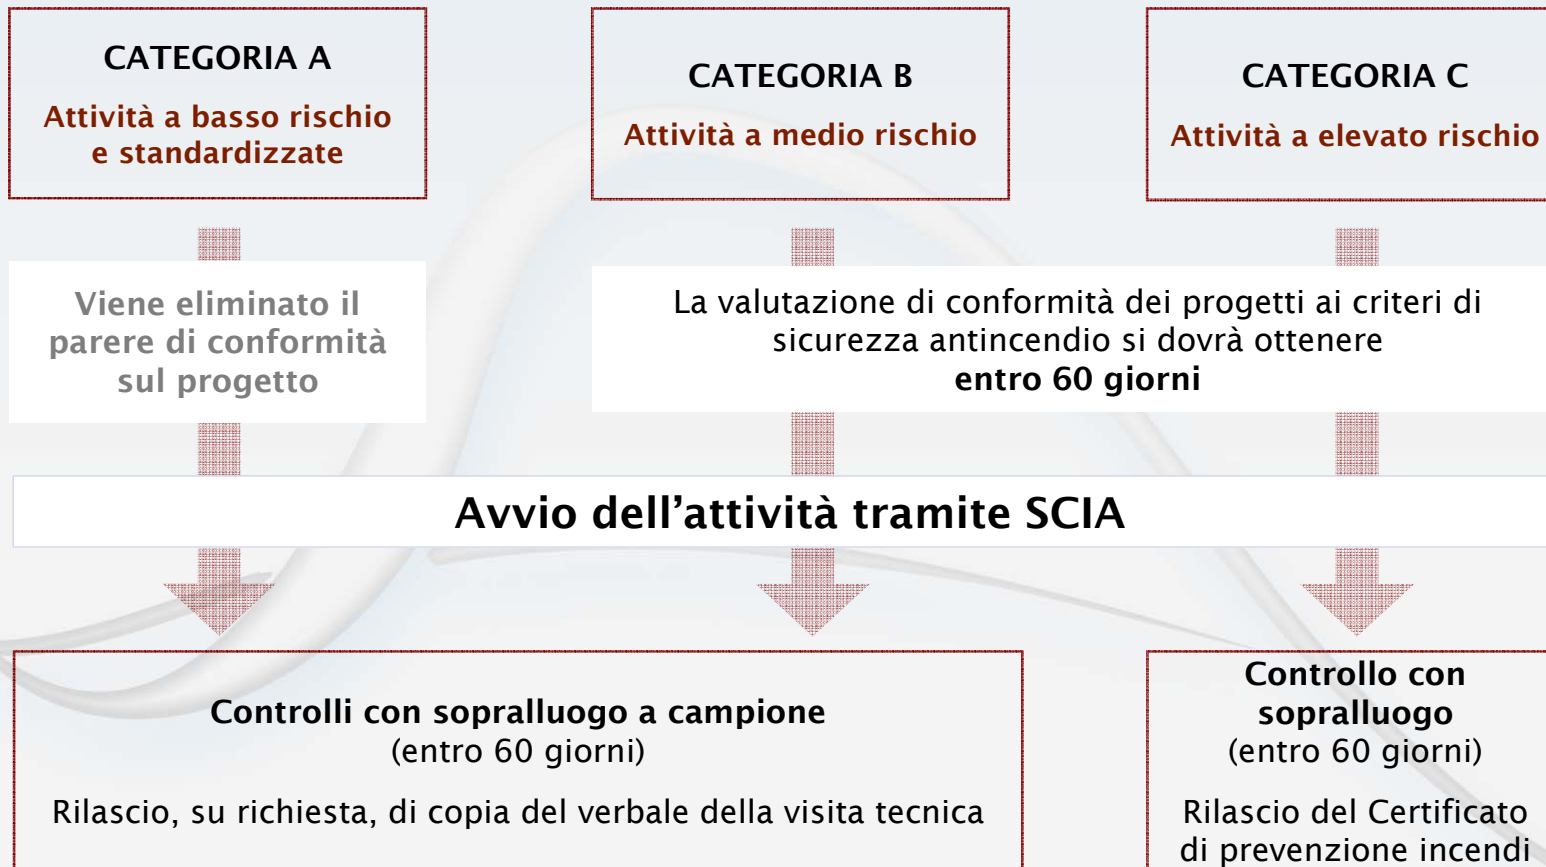 CATEGORIA A
Attività a basso rischio
e standardizzate
CATEGORIA B
Attività a medio rischio
CATEGORIA C
Attività a elevato rischio
Viene eliminato il
parere di conformità
sul progetto
La valutazione di conformità dei progetti ai criteri di
sicurezza antincendio si dovrà ottenere
entro 60 giorni
Avvio dell’attività tramite SCIA
Controlli con sopralluogo a campione
(entro 60 giorni)
Rilascio, su richiesta, di copia del verbale della visita tecnica
Controllo con
sopralluogo
(entro 60 giorni)
Rilascio del Certificato
di prevenzione incendi